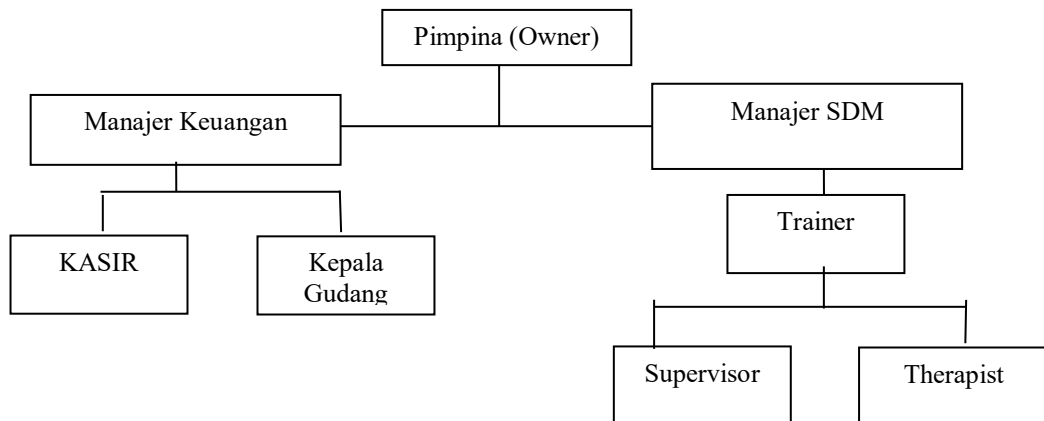 Pimpina (Owner)
Manajer Keuangan
Manajer SDM
KASIR
Kepala
Gudang
Trainer
Supervisor
Therapist